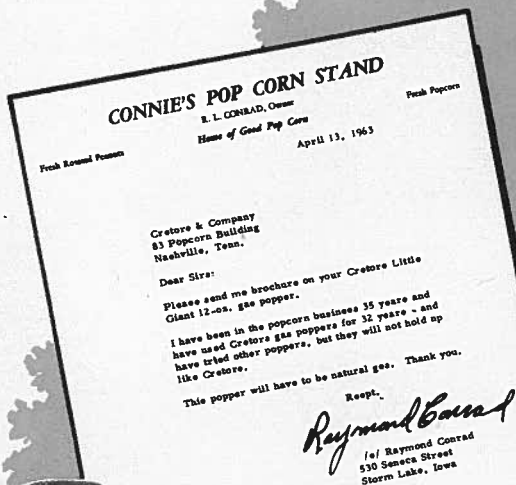 CONNIE'S POP CORN STAND
R. L. CONRAD, Owner
Home of Good Pop Corn
Fresh Roasted Peanuts
Fresh Popcorn
April 13, 1963
Cretors & Company
83 Popcorn Building
Nashville, Tenn.
Dear Sirs:
Please send me brochure on your Cretors Little
Giant 12-oz. gas popper.
I have been in the popcorn business 35 years and
have used Cretors gas poppers for 32 years - and
have tried other poppers, but they will not hold up
like Cretors.
This popper will have to be natural gas. Thank you.
Respt.
Raymond Conrad
/s/ Raymond Conrad
530 Seneca Street
Storm Lake, Iowa